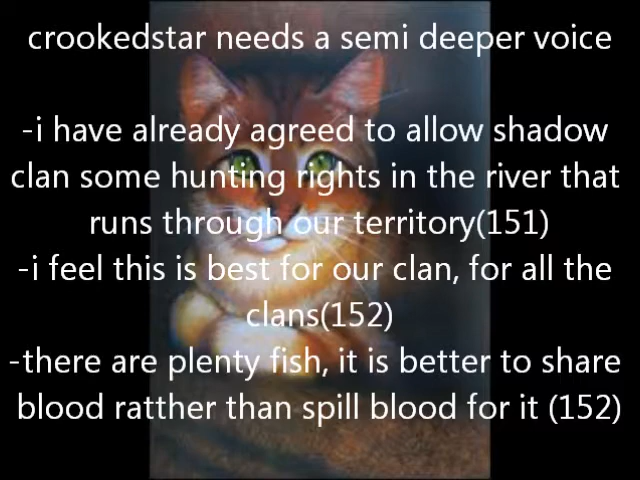 crookedstar needs a semi deeper voice
-i have already agreed to allow shadow
clan some hunting rights in the river that
runs through our territory(151)
-i feel this is best for our clan, for all the
clans(152)
-there are plenty fish, it is better to share
blood ratther than spill blood for it (152)